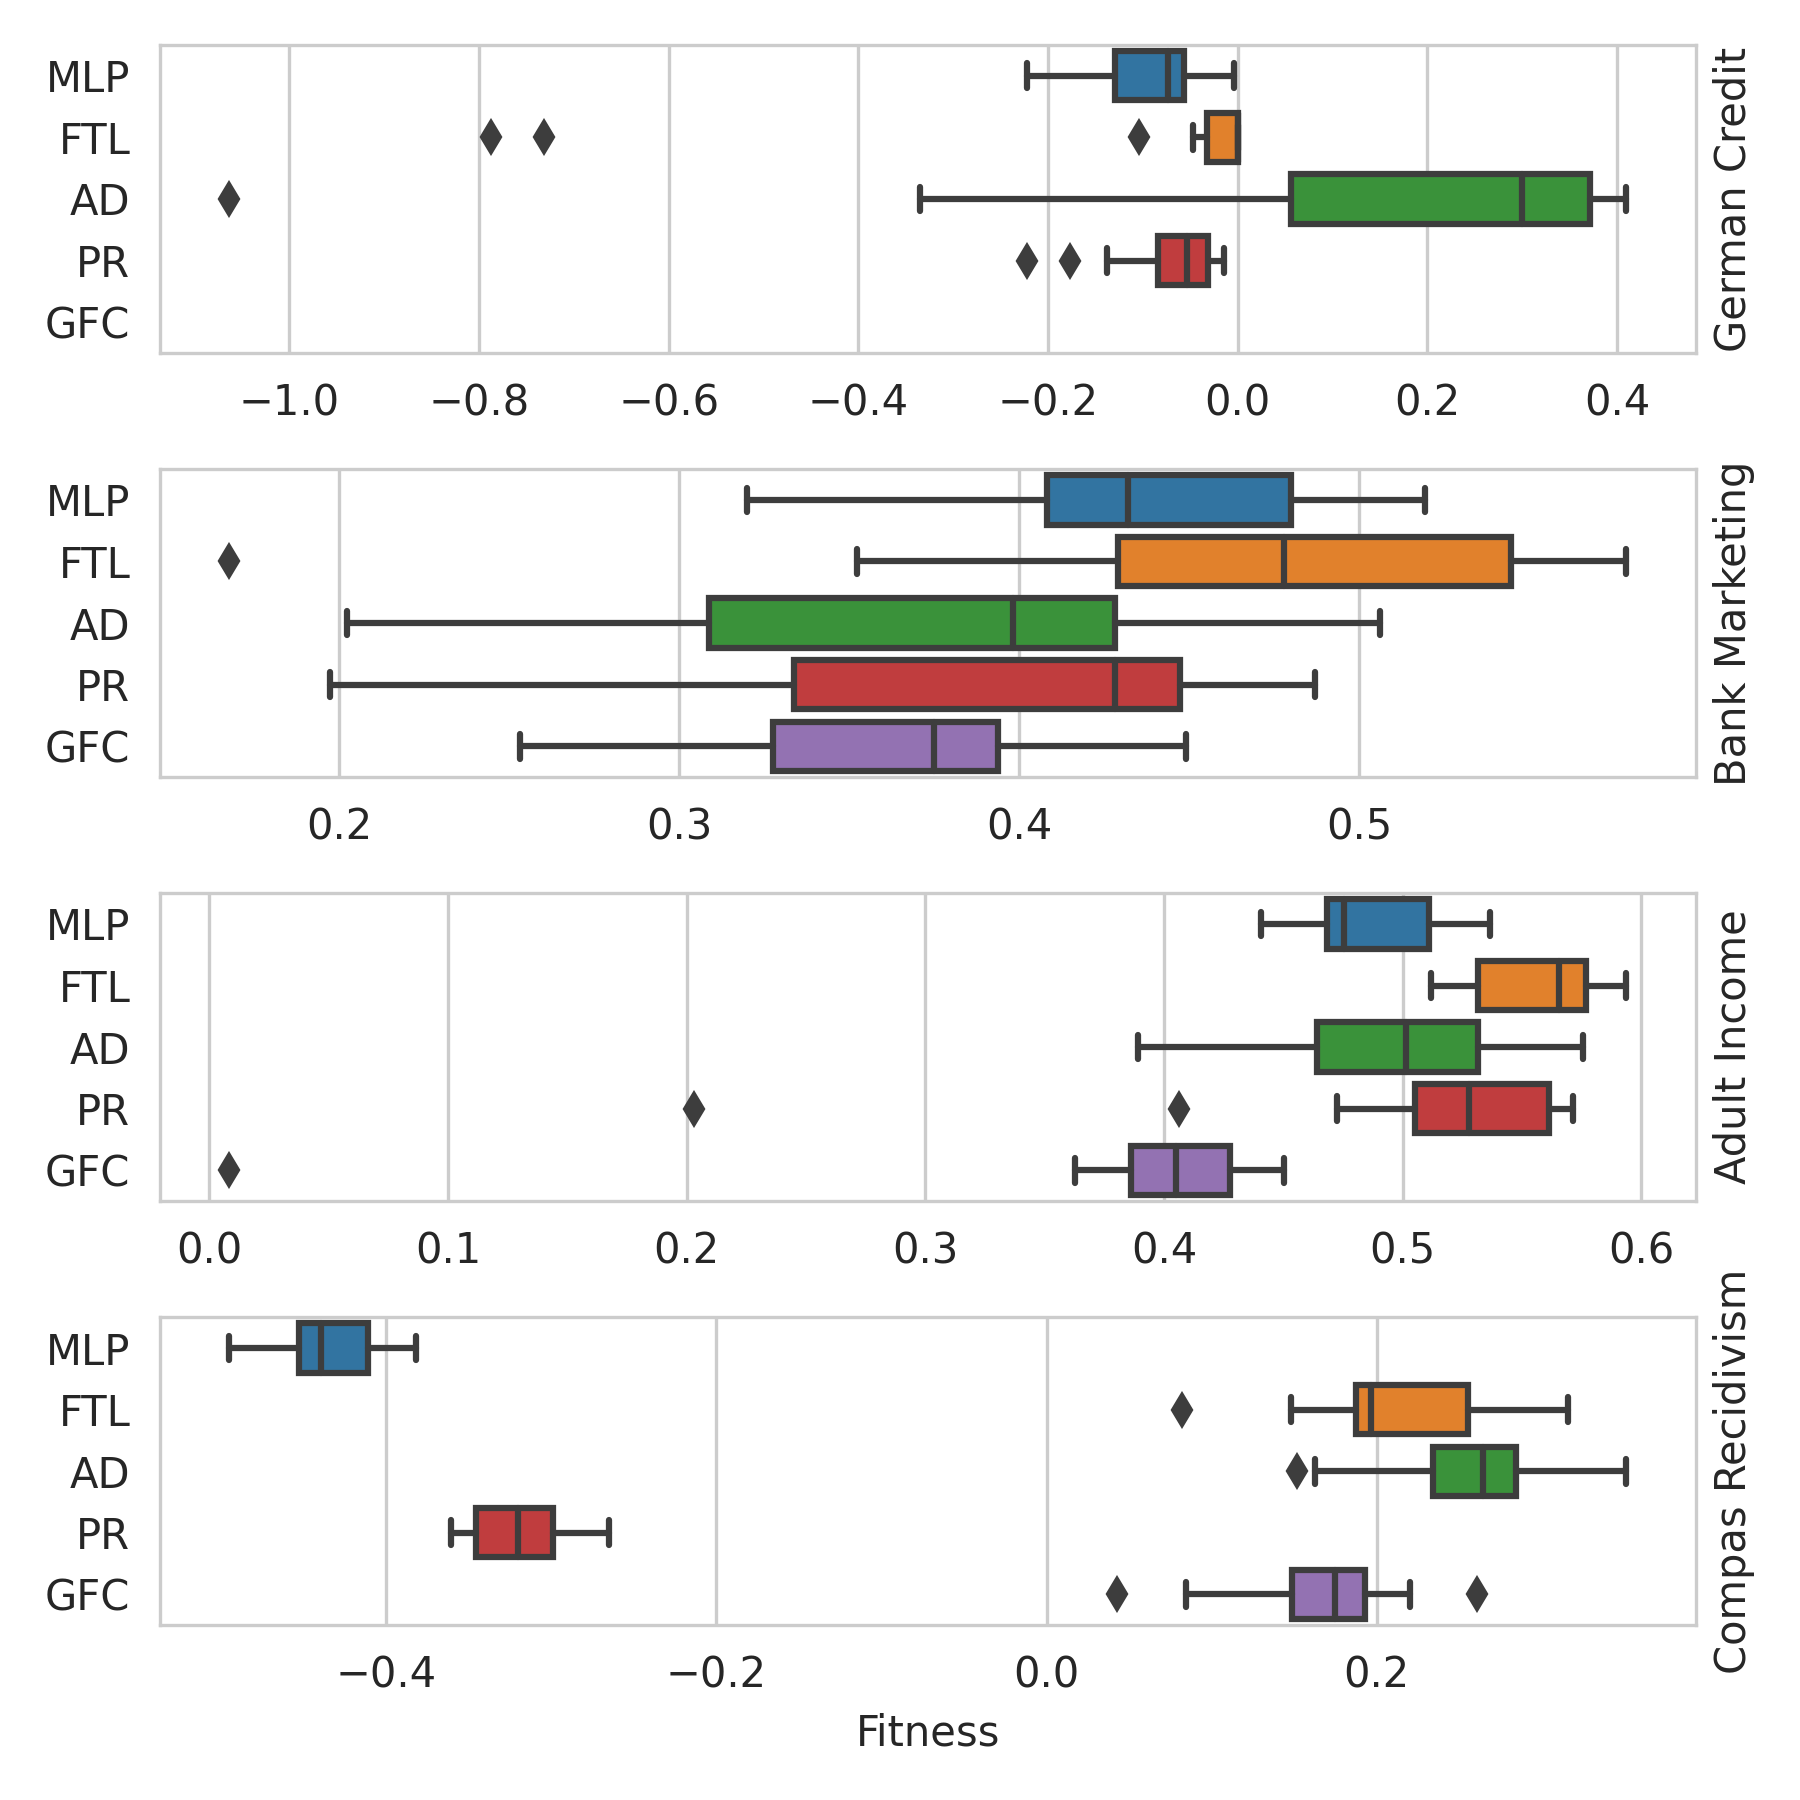 MLP
FTL
AD
PR
GFC
German Credit
−1.0 −0.8 −0.6 −0.4 −0.2 0.0 0.2 0.4
MLP
FTL
AD
PR
GFC
Bank Marketing
0.2 0.3 0.4 0.5
MLP
FTL
AD
PR
GFC
Adult Income
0.0 0.1 0.2 0.3 0.4 0.5 0.6
MLP
FTL
AD
PR
GFC
Compas Recidivism
−0.4 −0.2 0.0 0.2
Fitness